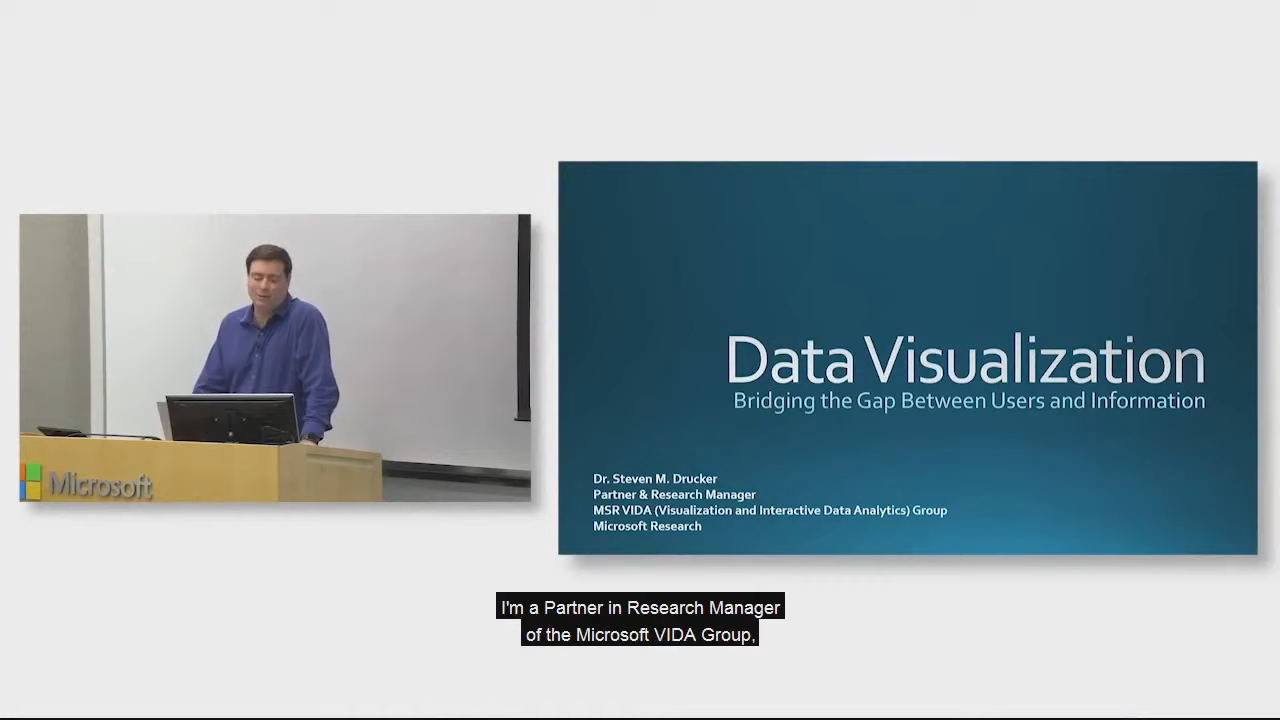 Microsoft
Data Visualization
Bridging the Gap Between Users and Information
Dr. Steven M. Drucker
Partner & Research Manager
MSR VIDA (Visualization and Interactive Data Analytics) Group
Microsoft Research
I'm a Partner in Research Manager
of the Microsoft VIDA Group,